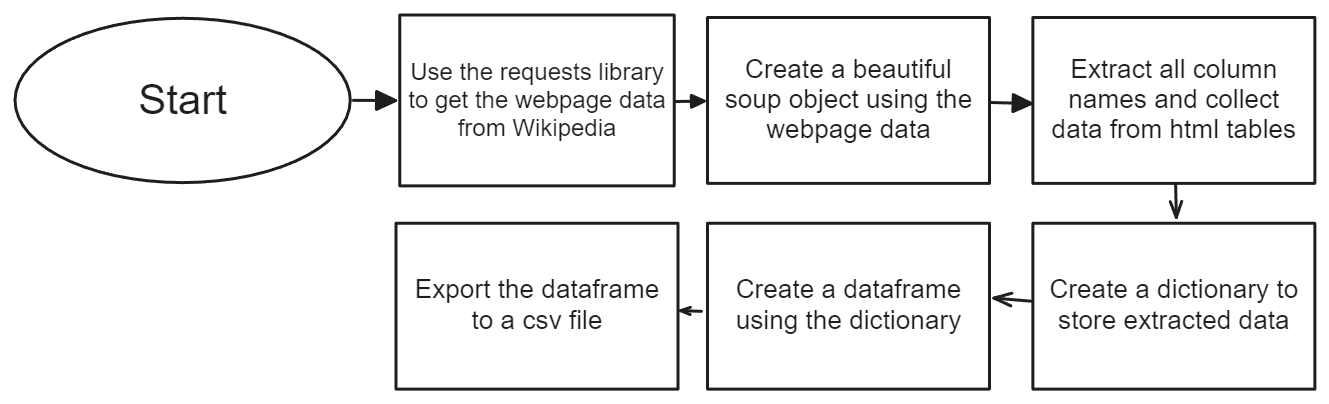 Start
Use the requests library
to get the webpage data
from Wikipedia
Create a beautiful
soup object using the
webpage data
Extract all column
names and collect
data from html tables
Create a dictionary to
store extracted data
Create a dataframe
using the dictionary
Export the dataframe
to a csv file